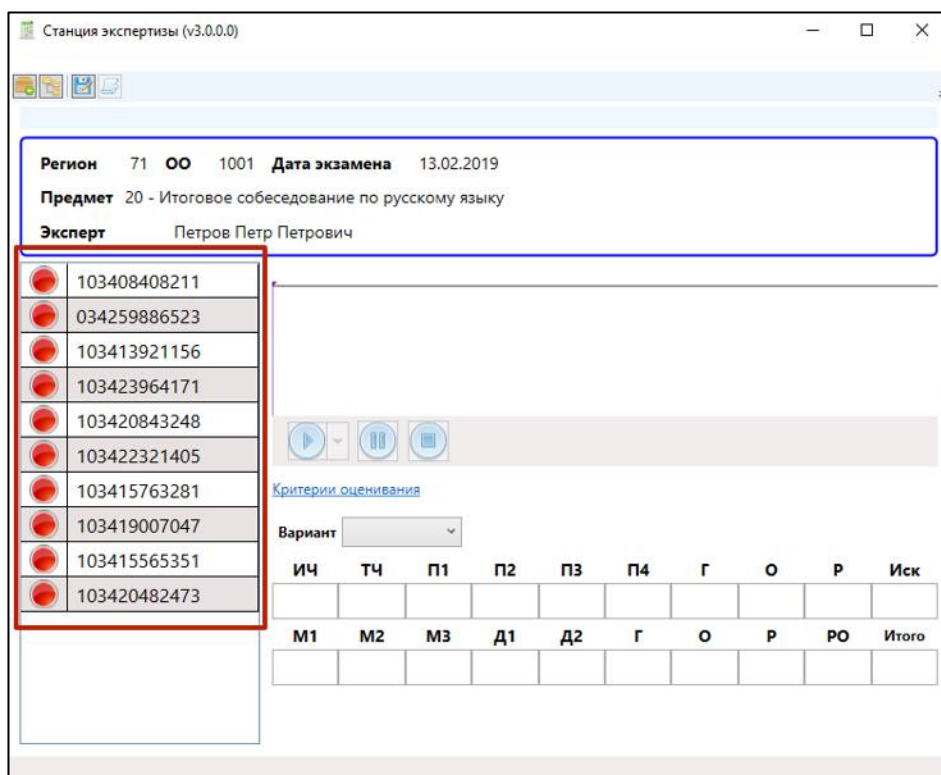 Станция экспертизы (v3.0.0.0)
Регион 71 ОО 1001 Дата экзамена 13.02.2019
Предмет 20 - Итоговое собеседование по русскому языку
Эксперт Петров Петр Петрович
103408408211
034259886523
103413921156
103423964171
103420843248
103422321405
103415763281
103419007047
103415565351
103420482473
Критерии оценивания
Вариант
ИЧ ТЧ П1 П2 П3 П4 Г О Р Иск
М1 М2 М3 Д1 Д2 Г О Р РО Итого